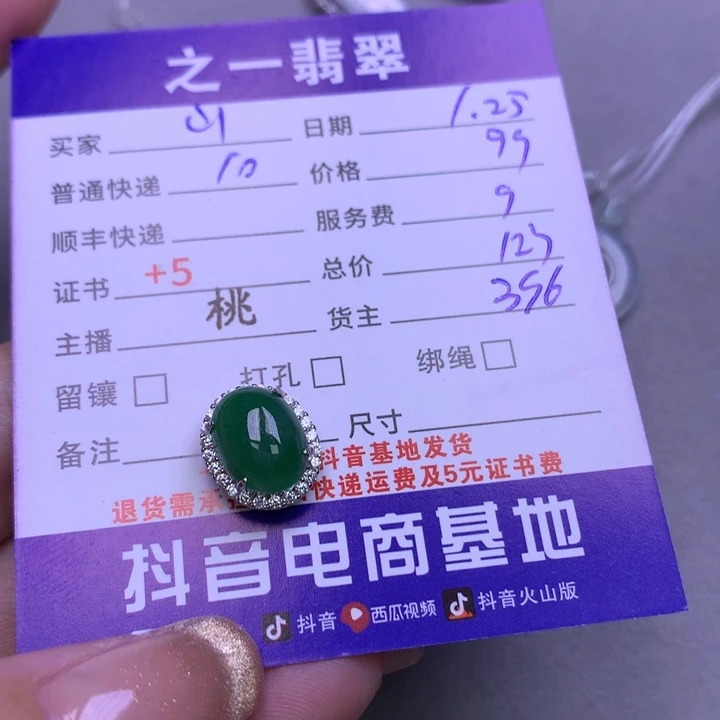 之一翡翠
买家 山 日期 1.25
普通快递 10 价格 99
顺丰快递 服务费 9
证书 +5 总价 123
主播 桃 货主 396
留镶 打孔 绑绳
备注 尺寸
抖音基地发货
退货需承 快递运费及5元证书费
抖音电商基地
抖音 西瓜视频 抖音火山版